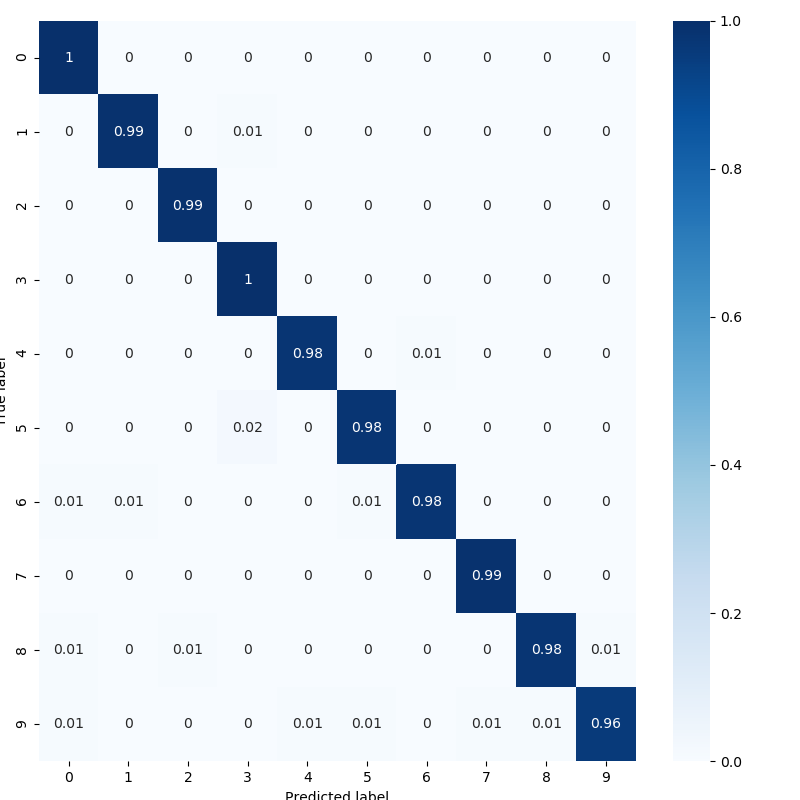 0 1 0 0 0 0 0 0 0 0 0 1.0
1 0 0.99 0 0.01 0 0 0 0 0 0
2 0 0 0.99 0 0 0 0 0 0 0 0.8
3 0 0 0 1 0 0 0 0 0 0
4 0 0 0 0 0.98 0 0.01 0 0 0 0.6
5 0 0 0 0.02 0 0.98 0 0 0 0
6 0.01 0.01 0 0 0 0.01 0.98 0 0 0 0.4
7 0 0 0 0 0 0 0 0.99 0 0
8 0.01 0 0.01 0 0 0 0 0 0.98 0.01 0.2
9 0.01 0 0 0 0.01 0.01 0 0.01 0.01 0.96 0.0
0 1 2 3 4 5 6 7 8 9
Predicted label
True label